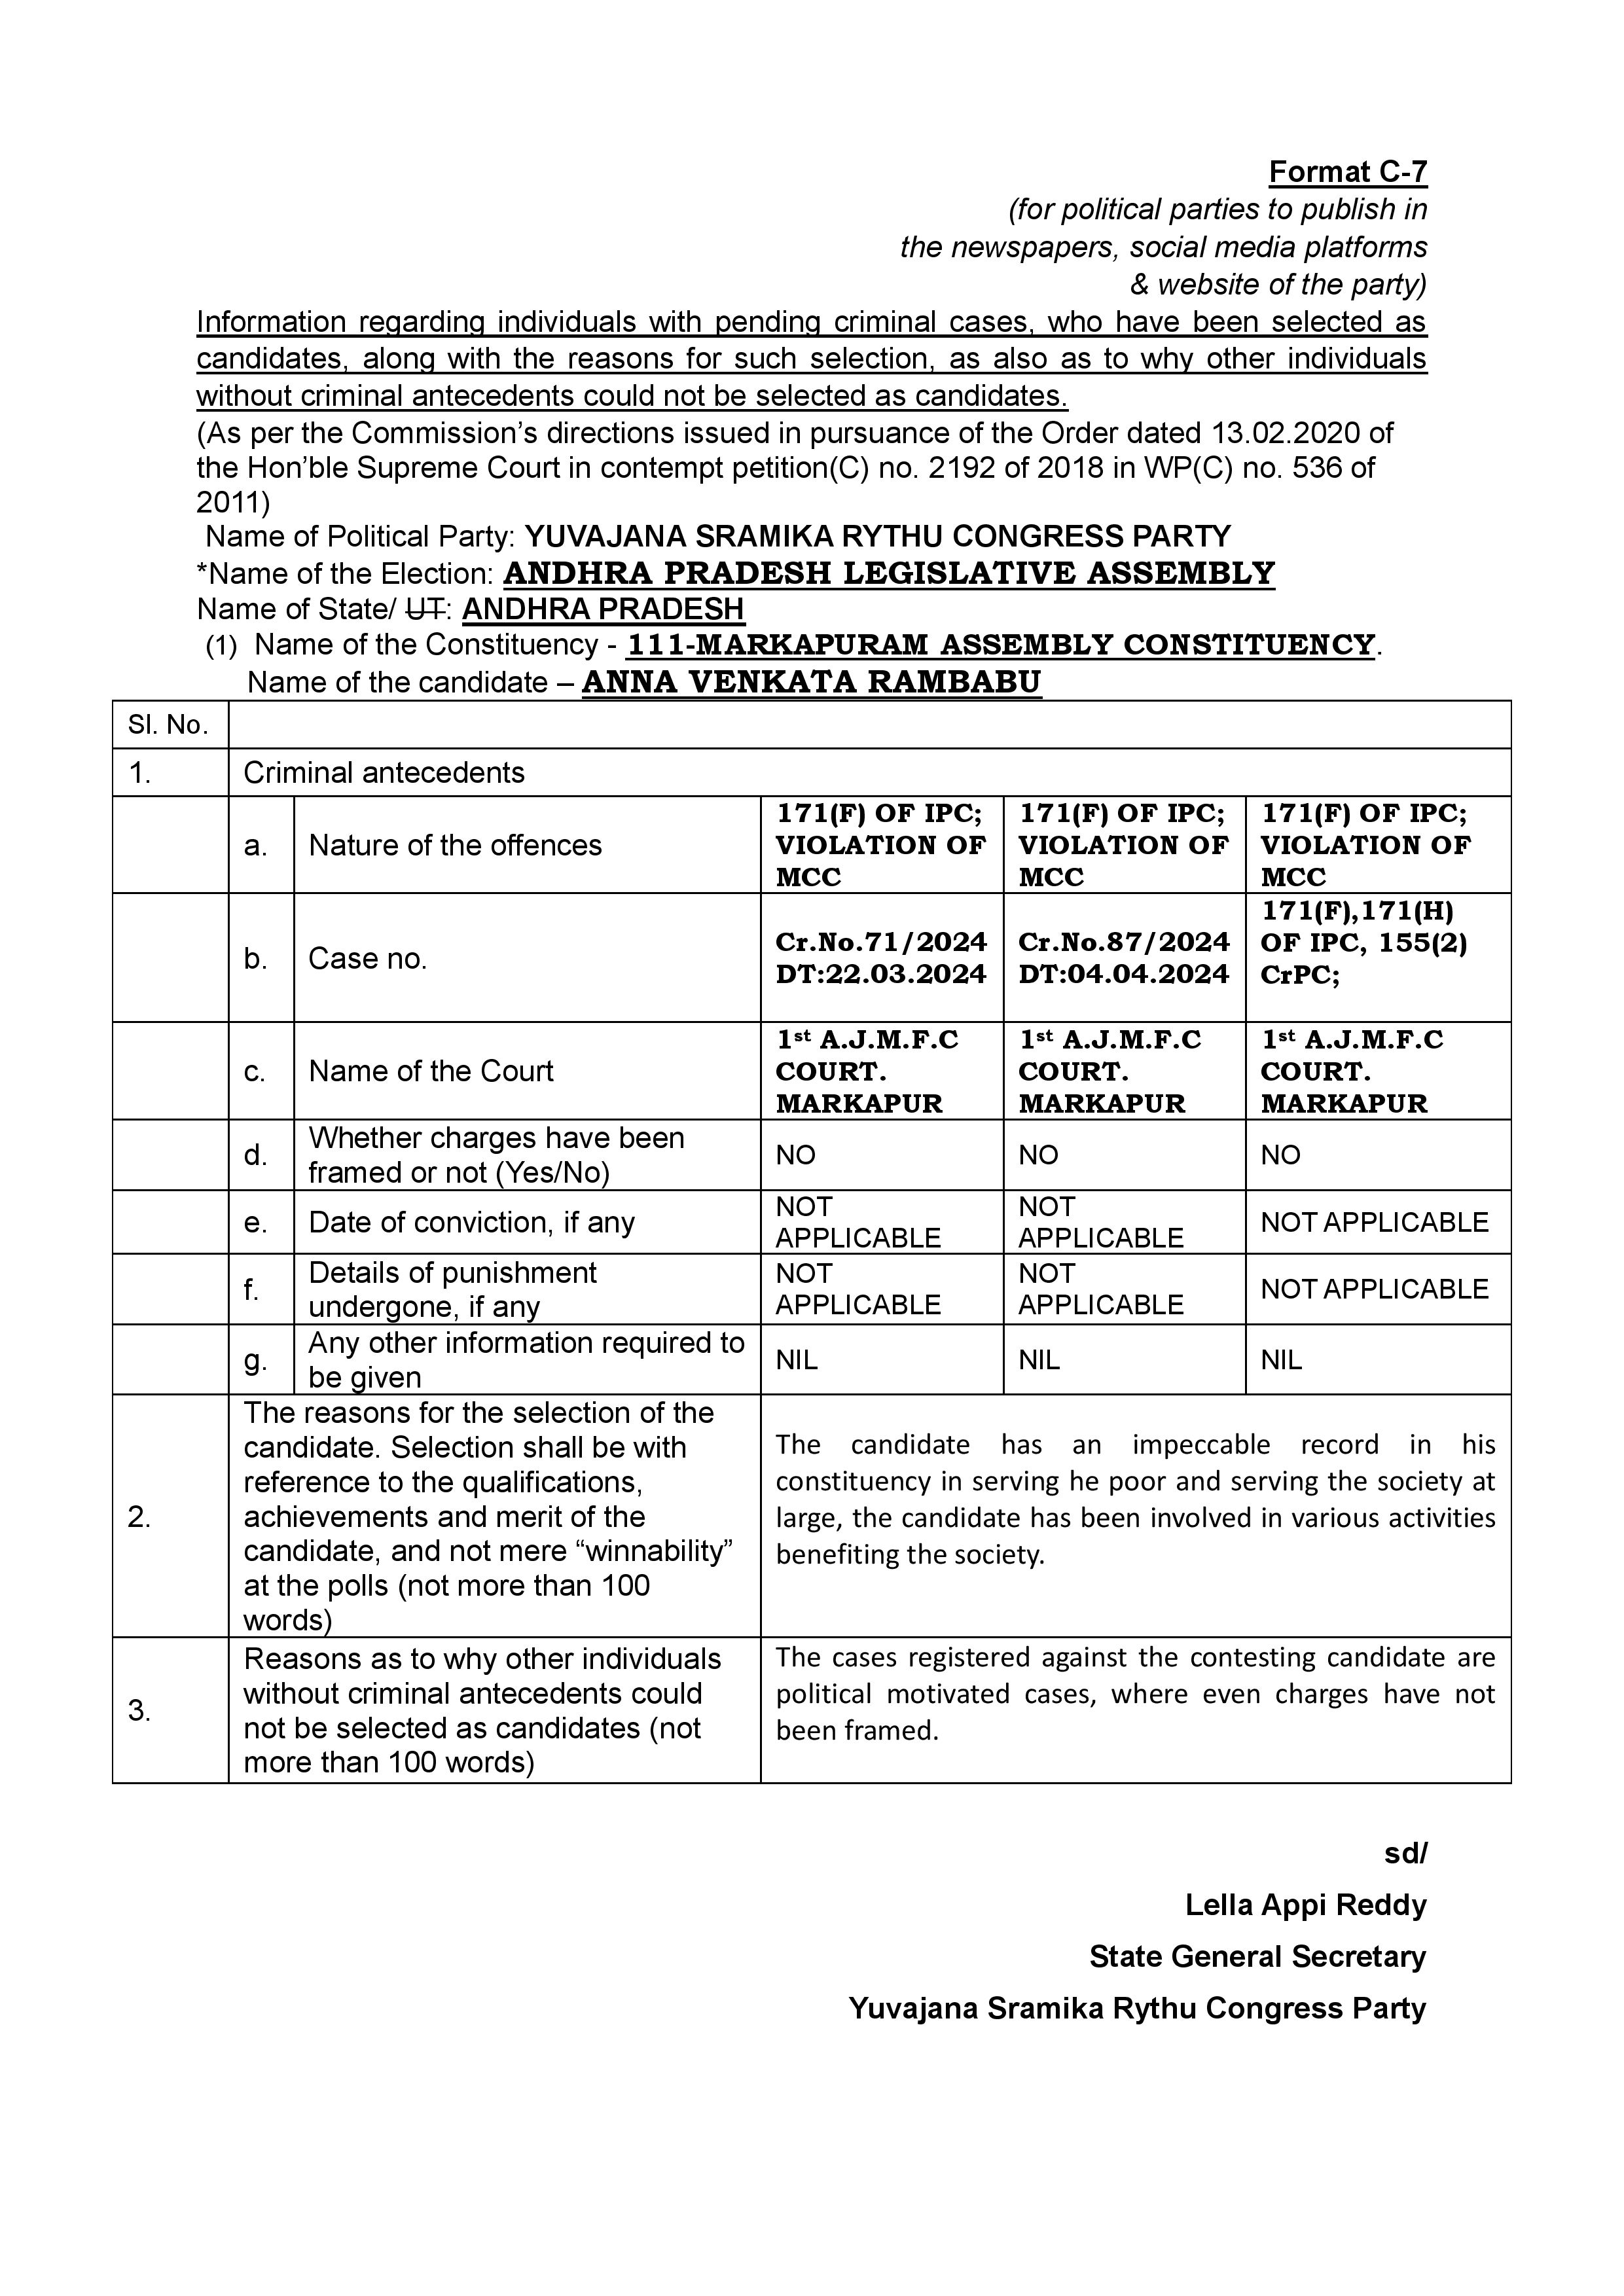 Format C-7
(for political parties to publish in
the newspapers, social media platforms
& website of the party)
Information regarding individuals with pending criminal cases, who have been selected as
candidates, along with the reasons for such selection, as also as to why other individuals
without criminal antecedents could not be selected as candidates.
(As per the Commission’s directions issued in pursuance of the Order dated 13.02.2020 of
the Hon’ble Supreme Court in contempt petition(C) no. 2192 of 2018 in WP(C) no. 536 of
2011)
Name of Political Party: YUVAJANA SRAMIKA RYTHU CONGRESS PARTY
*Name of the Election: ANDHRA PRADESH LEGISLATIVE ASSEMBLY
Name of State/ UT: ANDHRA PRADESH
(1) Name of the Constituency - 111-MARKAPURAM ASSEMBLY CONSTITUENCY.
Name of the candidate – ANNA VENKATA RAMBABU
Sl. No.
1. Criminal antecedents
a. Nature of the offences
171(F) OF IPC;
VIOLATION OF
MCC
171(F) OF IPC;
VIOLATION OF
MCC
171(F) OF IPC;
VIOLATION OF
MCC
b. Case no.
Cr.No.71/2024
DT:22.03.2024
Cr.No.87/2024
DT:04.04.2024
171(F),171(H)
OF IPC, 155(2)
CrPC;
c. Name of the Court
1st A.J.M.F.C
COURT.
MARKAPUR
1st A.J.M.F.C
COURT.
MARKAPUR
1st A.J.M.F.C
COURT.
MARKAPUR
d. Whether charges have been
framed or not (Yes/No)
NO
NO
NO
e. Date of conviction, if any
NOT
APPLICABLE
NOT
APPLICABLE
NOT APPLICABLE
f. Details of punishment
undergone, if any
NOT
APPLICABLE
NOT
APPLICABLE
NOT APPLICABLE
g. Any other information required to
be given
NIL
NIL
NIL
2.
The reasons for the selection of the
candidate. Selection shall be with
reference to the qualifications,
achievements and merit of the
candidate, and not mere “winnability”
at the polls (not more than 100
words)
The candidate has an impeccable record in his
constituency in serving he poor and serving the society at
large, the candidate has been involved in various activities
benefiting the society.
3.
Reasons as to why other individuals
without criminal antecedents could
not be selected as candidates (not
more than 100 words)
The cases registered against the contesting candidate are
political motivated cases, where even charges have not
been framed.
sd/
Lella Appi Reddy
State General Secretary
Yuvajana Sramika Rythu Congress Party